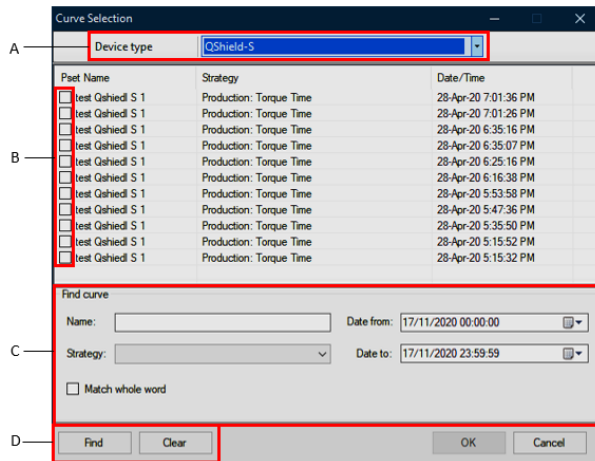 Curve Selection
A
Device type QShield-S
Pset Name Strategy Date/Time
test Qshiedl S 1 Production: Torque Time 28-Apr-20 7:01:36 PM
test Qshiedl S 1 Production: Torque Time 28-Apr-20 7:01:26 PM
test Qshiedl S 1 Production: Torque Time 28-Apr-20 6:35:16 PM
test Qshiedl S 1 Production: Torque Time 28-Apr-20 6:35:07 PM
B
test Qshiedl S 1 Production: Torque Time 28-Apr-20 6:25:16 PM
test Qshiedl S 1 Production: Torque Time 28-Apr-20 6:16:38 PM
test Qshiedl S 1 Production: Torque Time 28-Apr-20 5:53:58 PM
test Qshiedl S 1 Production: Torque Time 28-Apr-20 5:47:36 PM
test Qshiedl S 1 Production: Torque Time 28-Apr-20 5:35:50 PM
test Qshiedl S 1 Production: Torque Time 28-Apr-20 5:15:52 PM
test Qshiedl S 1 Production: Torque Time 28-Apr-20 5:15:32 PM
Find curve
Name: Date from: 17/11/2020 00:00:00
C
Strategy: Date to: 17/11/2020 23:59:59
Match whole word
D
Find Clear OK Cancel